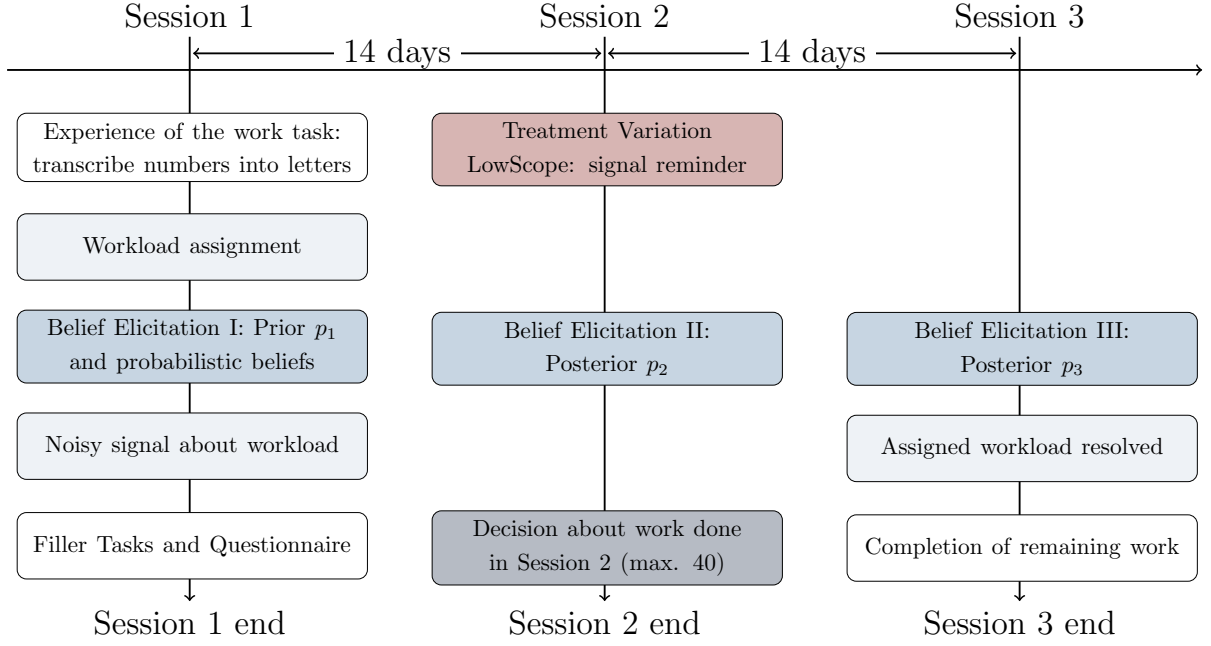 Session 1
Session 2
Session 3
14 days
14 days
Experience of the work task:
transcribe numbers into letters
Workload assignment
Belief Elicitation I: Prior p₁
and probabilistic beliefs
Noisy signal about workload
Filler Tasks and Questionnaire
Session 1 end
Treatment Variation
LowScope: signal reminder
Belief Elicitation II:
Posterior p₂
Decision about work done
in Session 2 (max. 40)
Session 2 end
Belief Elicitation III:
Posterior p₃
Assigned workload resolved
Completion of remaining work
Session 3 end